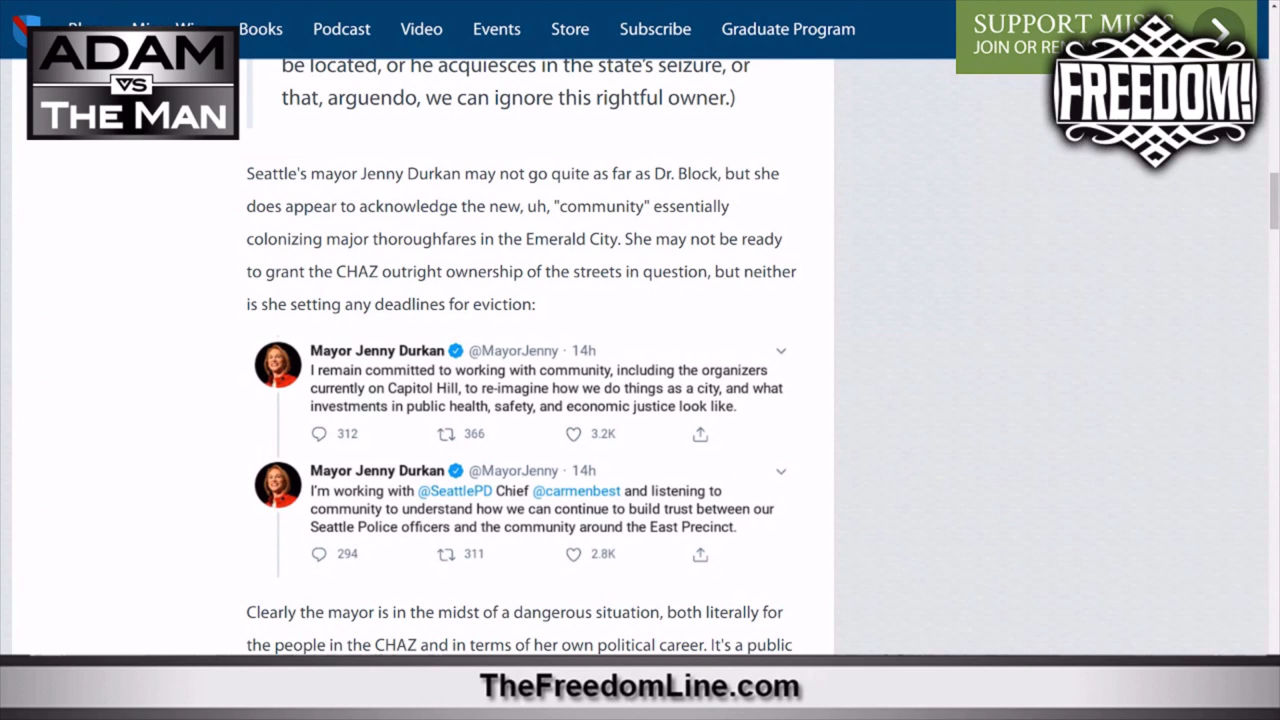 Books Podcast Video Events Store Subscribe Graduate Program
SUPPORT
JOIN OR
ADAM
VS
THE MAN
FREEDOM!
be located, or he acquiesces in the state's seizure, or
that, arguendo, we can ignore this rightful owner.)
Seattle's mayor Jenny Durkan may not go quite as far as Dr. Block, but she
does appear to acknowledge the new, uh, "community" essentially
colonizing major thoroughfares in the Emerald City. She may not be ready
to grant the CHAZ outright ownership of the streets in question, but neither
is she setting any deadlines for eviction:
Mayor Jenny Durkan @MayorJenny · 14h
I remain committed to working with community, including the organizers
currently on Capitol Hill, to re-imagine how we do things as a city, and what
investments in public health, safety, and economic justice look like.
312 366 3.2K
Mayor Jenny Durkan @MayorJenny · 14h
I'm working with @SeattlePD Chief @carmenbest and listening to
community to understand how we can continue to build trust between our
Seattle Police officers and the community around the East Precinct.
294 311 2.8K
Clearly the mayor is in the midst of a dangerous situation, both literally for
the people in the CHAZ and in terms of her own political career. It's a public
TheFreedomLine.com